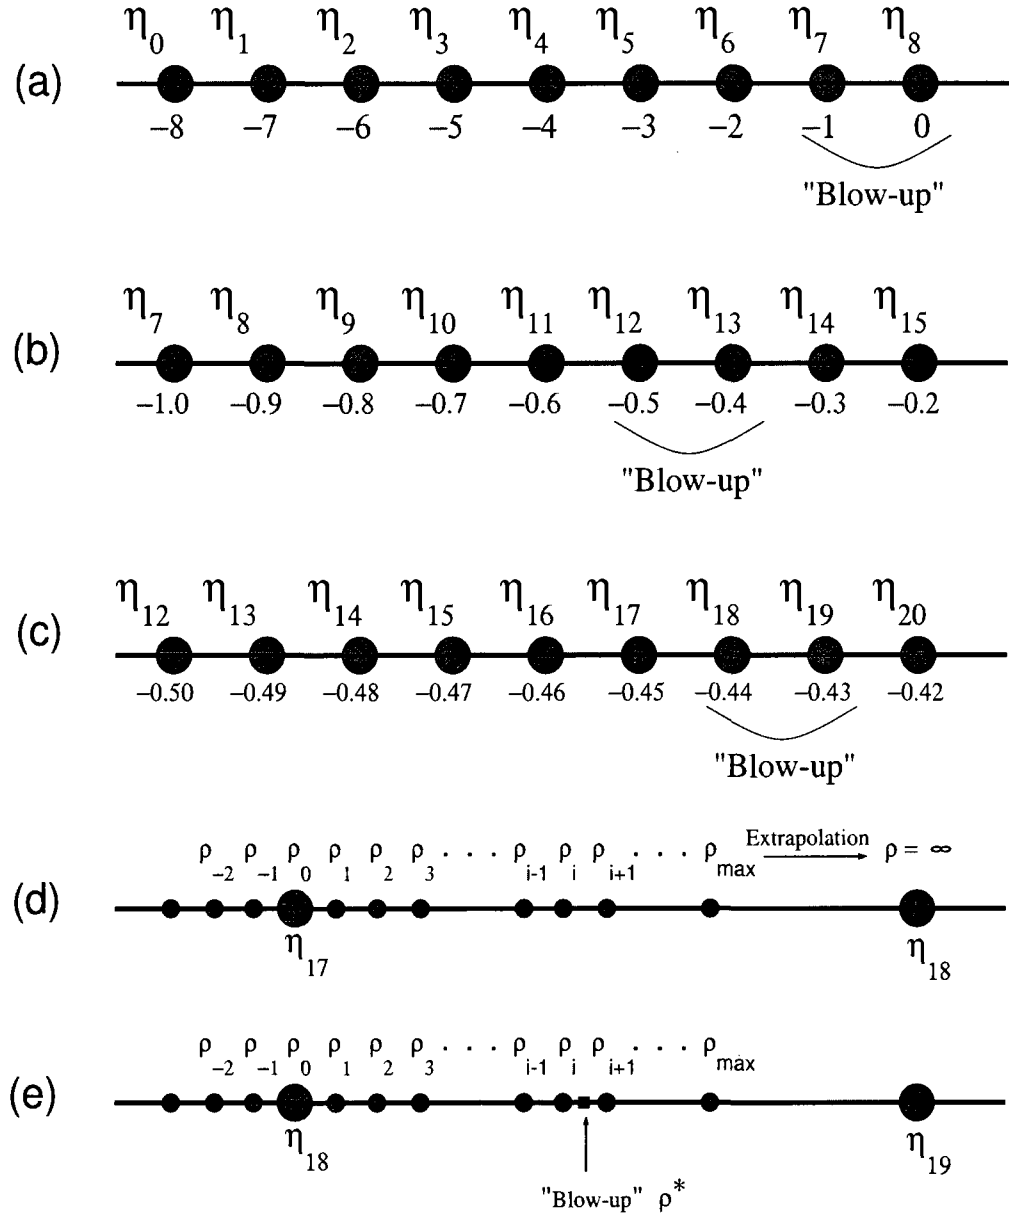 η0 η1 η2 η3 η4 η5 η6 η7 η8
(a)
−8 −7 −6 −5 −4 −3 −2 −1 0
"Blow-up"
η7 η8 η9 η10 η11 η12 η13 η14 η15
(b)
−1.0 −0.9 −0.8 −0.7 −0.6 −0.5 −0.4 −0.3 −0.2
"Blow-up"
η12 η13 η14 η15 η16 η17 η18 η19 η20
(c)
−0.50 −0.49 −0.48 −0.47 −0.46 −0.45 −0.44 −0.43 −0.42
"Blow-up"
ρ−2 ρ−1 ρ0 ρ1 ρ2 ρ3 · · · ρi-1 ρi ρi+1 · · · ρmax Extrapolation ρ = ∞
(d)
η17 η18
ρ−2 ρ−1 ρ0 ρ1 ρ2 ρ3 · · · ρi-1 ρi ρi+1 · · · ρmax
(e)
η18 η19
"Blow-up" ρ*